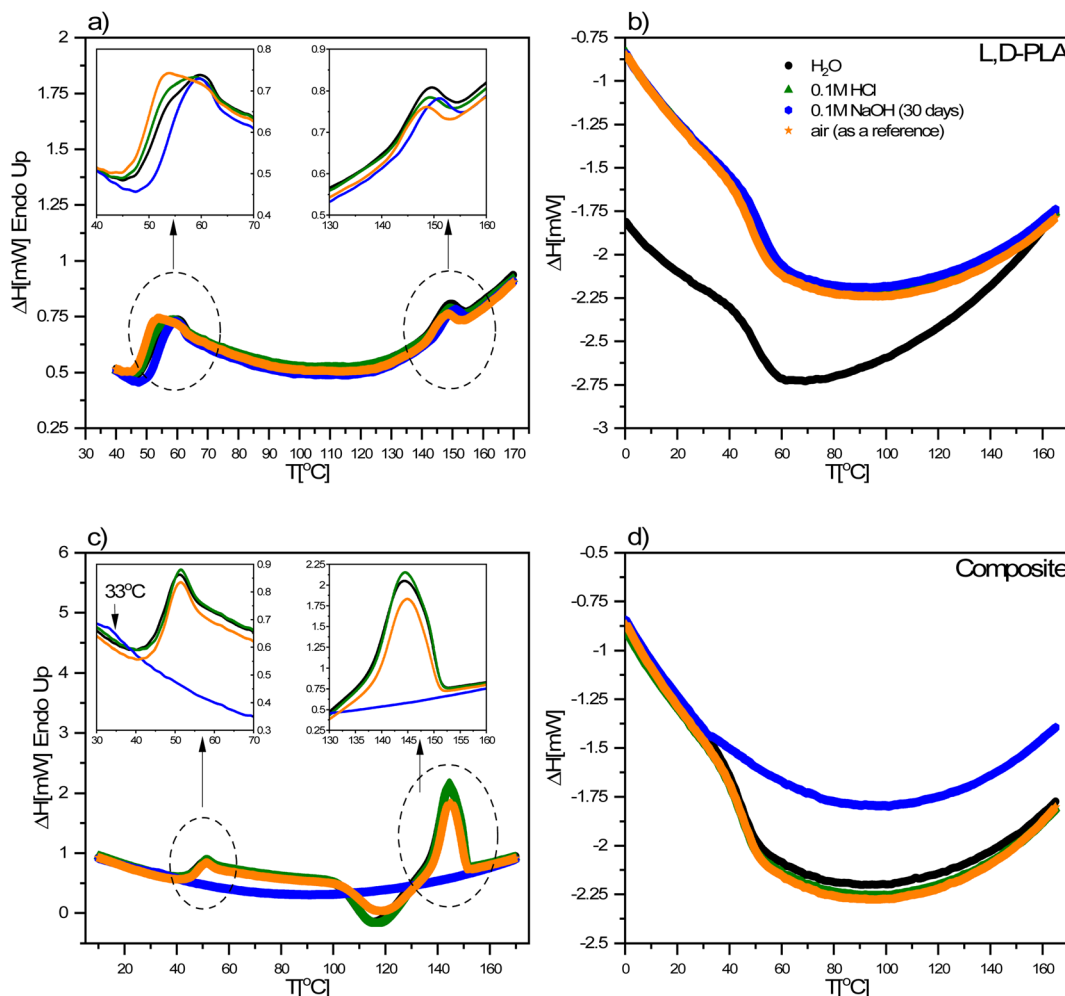 a)
ΔH[mW] Endo Up
2
1.75
1.5
1.25
1
0.75
0.5
0.25
0.8
0.7
0.6
0.5
0.4
40 50 60 70
0.9
0.8
0.7
0.6
0.5
130 140 150 160
30 40 50 60 70 80 90 100 110 120 130 140 150 160 170
T[°C]
b)
L,D-PLA
H₂O
0.1M HCl
0.1M NaOH (30 days)
air (as a reference)
ΔH[mW]
-0.75
-1
-1.25
-1.5
-1.75
-2
-2.25
-2.5
-2.75
-3
0 20 40 60 80 100 120 140 160
T[°C]
c)
ΔH[mW] Endo Up
6
5
4
3
2
1
0
33°C
0.9
0.8
0.7
0.6
0.5
0.4
0.3
30 40 50 60 70
2.25
2
1.75
1.5
1.25
1
0.75
0.5
0.25
130 135 140 145 150 155 160
20 40 60 80 100 120 140 160
T[°C]
d)
Composite
ΔH[mW]
-0.5
-0.75
-1
-1.25
-1.5
-1.75
-2
-2.25
-2.5
0 20 40 60 80 100 120 140 160
T[°C]